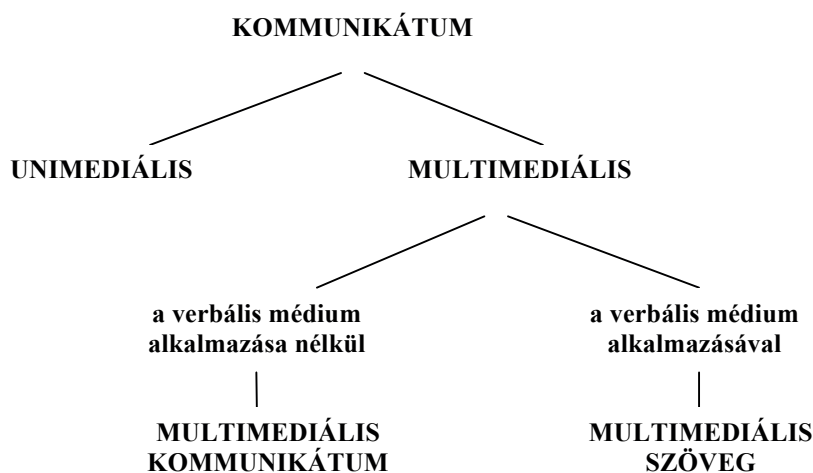 KOMMUNIKÁTUM
UNIMEDIÁLIS
MULTIMEDIÁLIS
a verbális médium
alkalmazása nélkül
a verbális médium
alkalmazásával
MULTIMEDIÁLIS
KOMMUNIKÁTUM
MULTIMEDIÁLIS
SZÖVEG